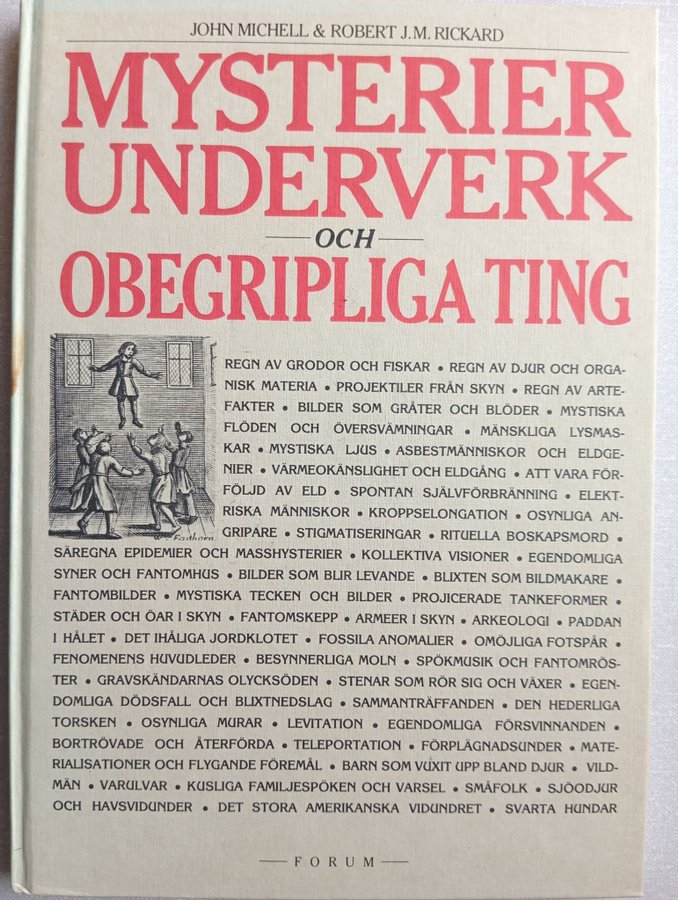 JOHN MICHELL & ROBERT J.M. RICKARD
MYSTERIER
UNDERVERK
OCH
OBEGRIPLIGA TING
REGN AV GRODOR OCH FISKAR • REGN AV DJUR OCH ORGA-
NISK MATERIA • PROJEKTILER FRÅN SKYN • REGN AV ARTE-
FAKTER • BILDER SOM GRÅTER OCH BLÖDER • MYSTISKA
FLÖDEN OCH ÖVERSVÄMNINGAR • MÄNSKLIGA LYSMAS-
KAR • MYSTISKA LJUS • ASBESTMÄNNISKOR OCH ELDGE-
NIER • VÄRMEOKÄNSLIGHET OCH ELDGÅNG • ATT VARA FÖR-
FÖLJD AV ELD • SPONTAN SJÄLVFÖRBRÄNNING • ELEKT-
RISKA MÄNNISKOR • KROPPSELONGATION • OSYNLIGA AN-
GRIPARE • STIGMATISERINGAR • RITUELLA BOSKAPSMORD •
SÄREGNA EPIDEMIER OCH MASSHYSTERIER • KOLLEKTIVA VISIONER • EGENDOMLIGA
SYNER OCH FANTOMHUS • BILDER SOM BLIR LEVANDE • BLIXTEN SOM BILDMAKARE •
FANTOMBILDER • MYSTISKA TECKEN OCH BILDER • PROJICERADE TANKEFORMER •
STÄDER OCH ÖAR I SKYN • FANTOMSKEPP • ARMEER I SKYN • ARKEOLOGI • PADDAN
I HÅLET • DET IHÅLIGA JORDKLOTET • FOSSILA ANOMALIER • OMÖJLIGA FOTSPÅR •
FENOMENENS HUVUDLEDER • BESYNNERLIGA MOLN • SPÖKMUSIK OCH FANTOMRÖS-
TER • GRAVSKÄNDARNAS OLYCKSÖDEN • STENAR SOM RÖR SIG OCH VÄXER • EGEN-
DOMLIGA DÖDSFALL OCH BLIXTNEDSLAG • SAMMANTRÄFFANDEN • DEN HEDERLIGA
TORSKEN • OSYNLIGA MURAR • LEVITATION • EGENDOMLIGA FÖRSVINNANDEN •
BORTRÖVADE OCH ÅTERFÖRDA • TELEPORTATION • FÖRPLÄGNADSUNDER • MATE-
RIALISATIONER OCH FLYGANDE FÖREMÅL • BARN SOM VUXIT UPP BLAND DJUR • VILD-
MÄN • VARULVAR • KUSLIGA FAMILJESPÖKEN OCH VARSEL • SMÅFOLK • SJÖODJUR
OCH HAVSVIDUNDER • DET STORA AMERIKANSKA VIDUNDRET • SVARTA HUNDAR
FORUM